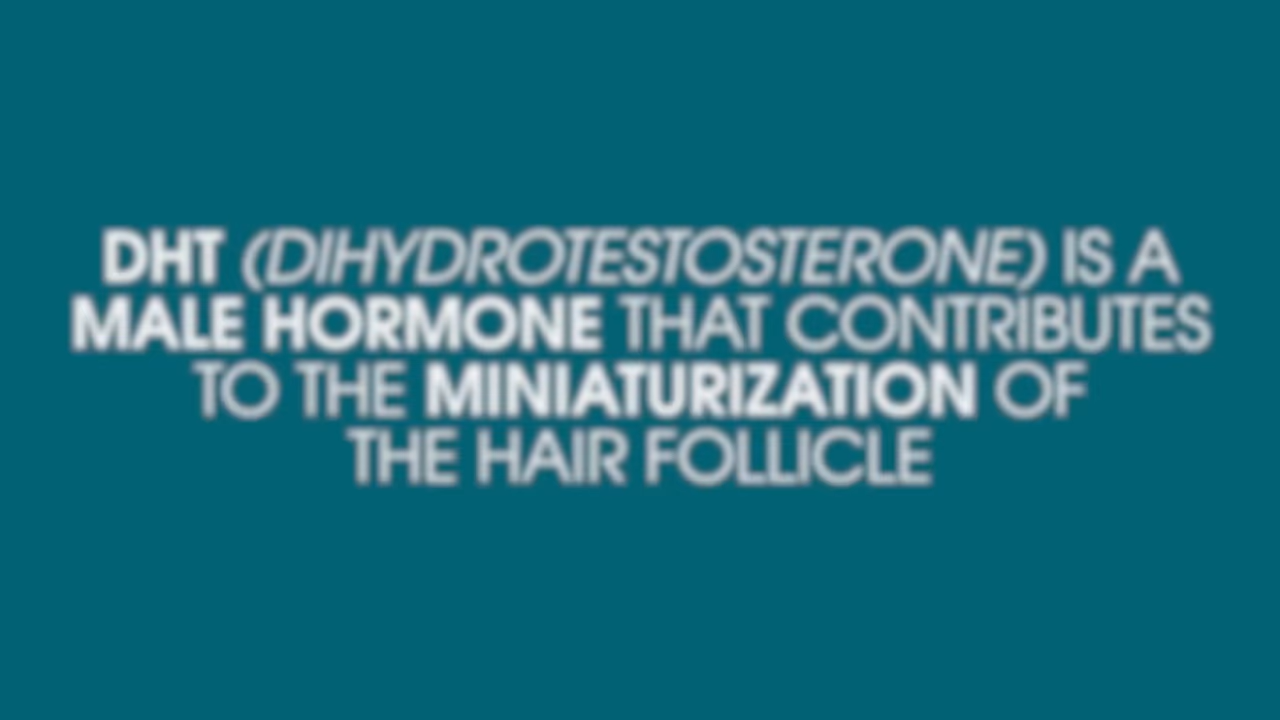 DHT (DIHYDROTESTOSTERONE) IS A
MALE HORMONE THAT CONTRIBUTES
TO THE MINIATURIZATION OF
THE HAIR FOLLICLE